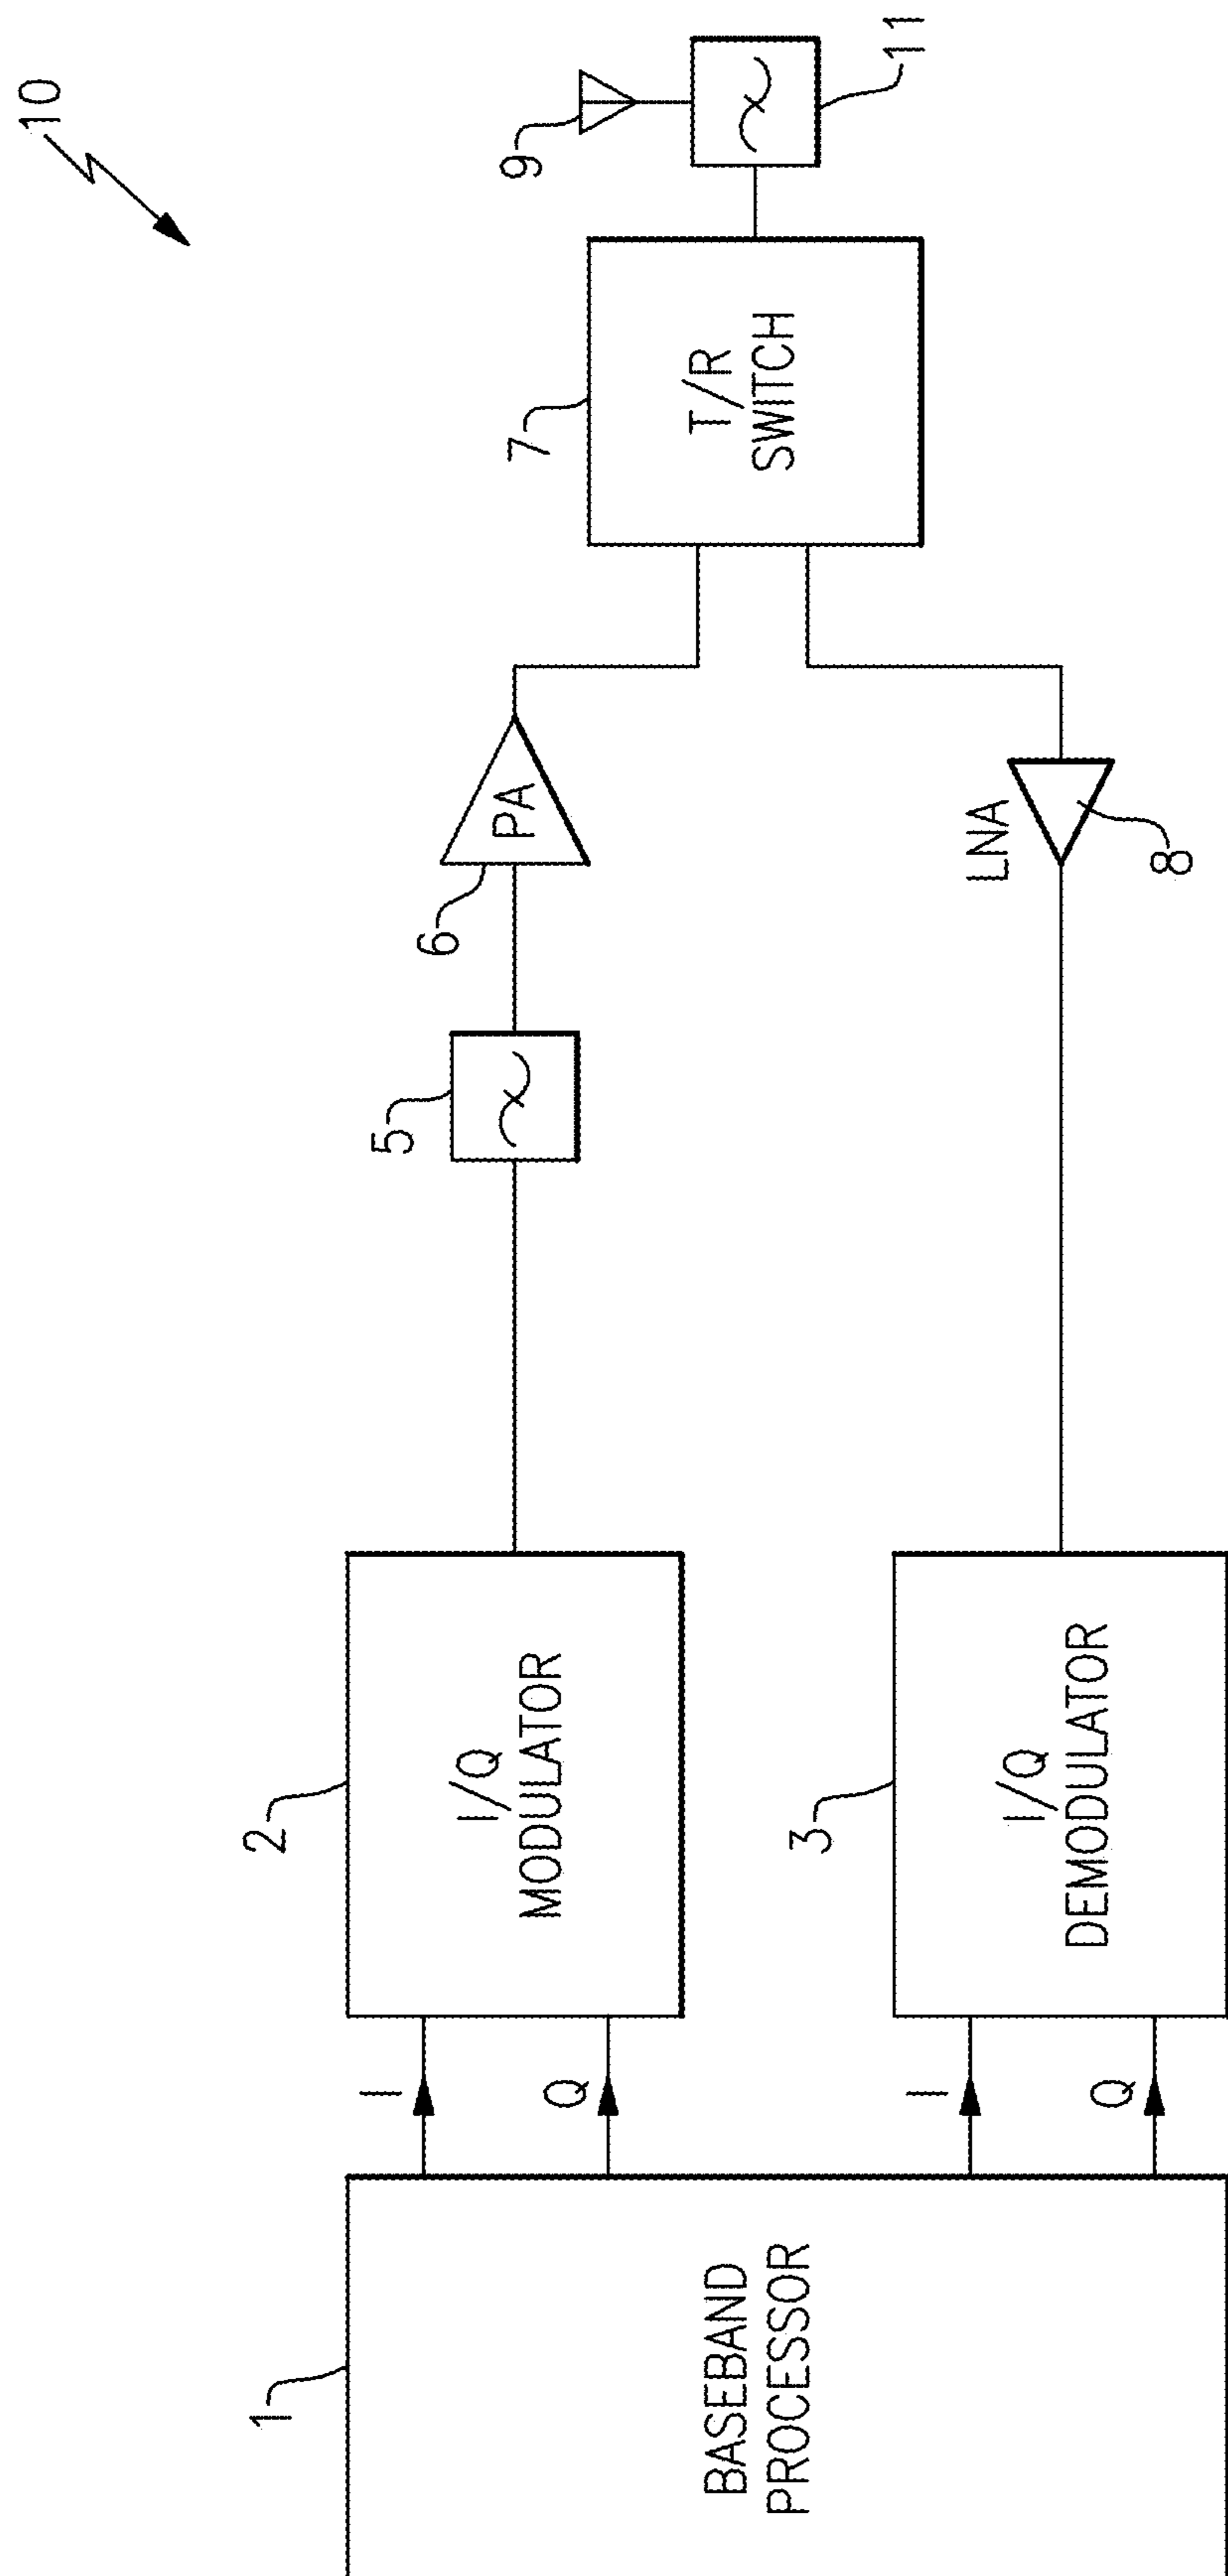 10
1
BASEBAND
PROCESSOR
I
Q
I
Q
2
I/Q
MODULATOR
3
I/Q
DEMODULATOR
5
6
PA
LNA
8
7
T/R
SWITCH
9
11